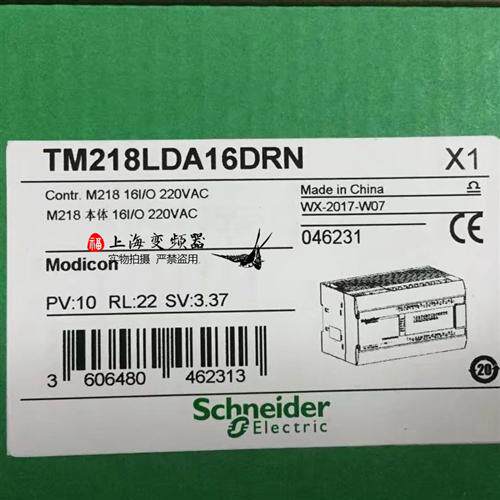 TM218LDA16DRN X1
Contr. M218 16I/O 220VAC
M218 本体 16I/O 220VAC
Made in China
WX-2017-W07
046231
CE
福 上海变频器
实物拍摄 严禁盗用
Modicon
PV:10 RL:22 SV:3.37
3 606480 462313
20
Schneider
Electric